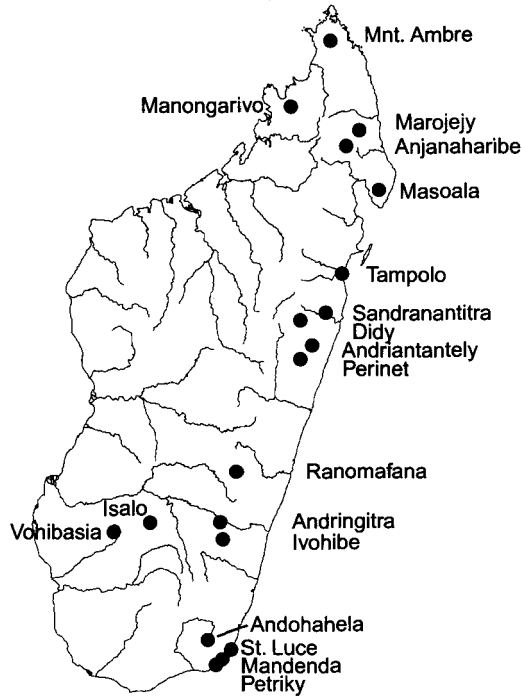 Mnt. Ambre
Manongarivo
Marojejy
Anjanaharibe
Masoala
Tampolo
Sandranantitra
Didy
Andriantantely
Perinet
Ranomafana
Isalo
Vohibasia
Andringitra
Ivohibe
Andohahela
St. Luce
Mandenda
Petriky